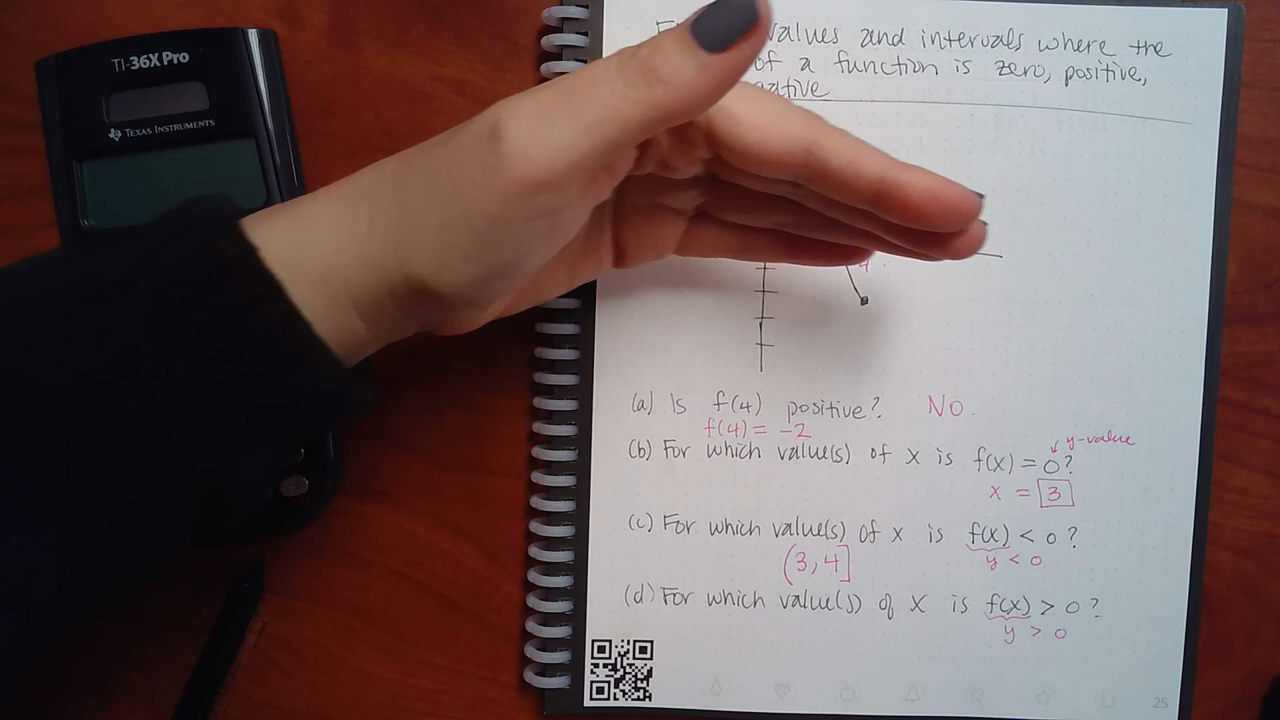 TI-36X Pro
TEXAS INSTRUMENTS
values and intervals where the
of a function is zero, positive,
4
(a) Is f(4) positive? No.
f(4) = -2
↙ y-value
(b) For which value(s) of x is f(x) = 0?
x = 3
(c) For which value(s) of x is f(x) < 0?
(3,4] y < 0
(d) For which value(s) of x is f(x) > 0?
y > 0
25